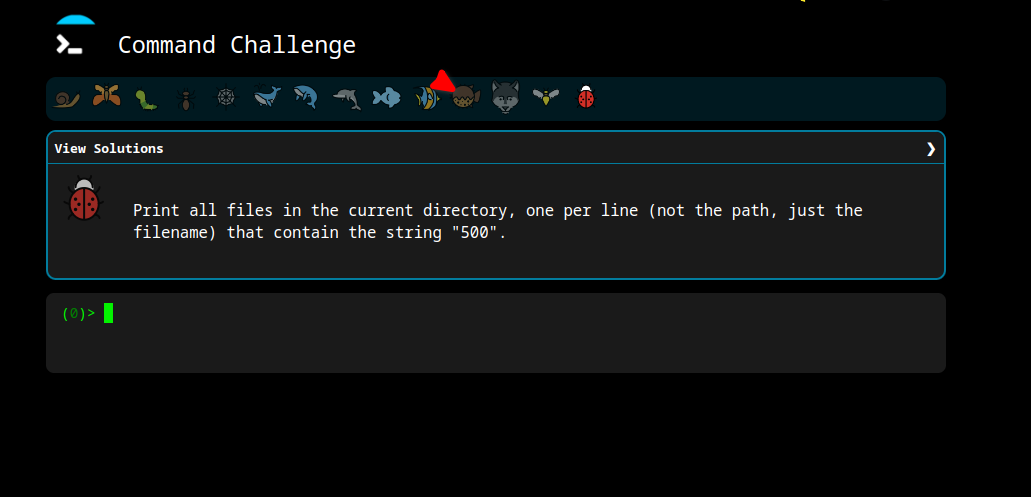 Command Challenge
View Solutions
Print all files in the current directory, one per line (not the path, just the
filename) that contain the string "500".
(0)>